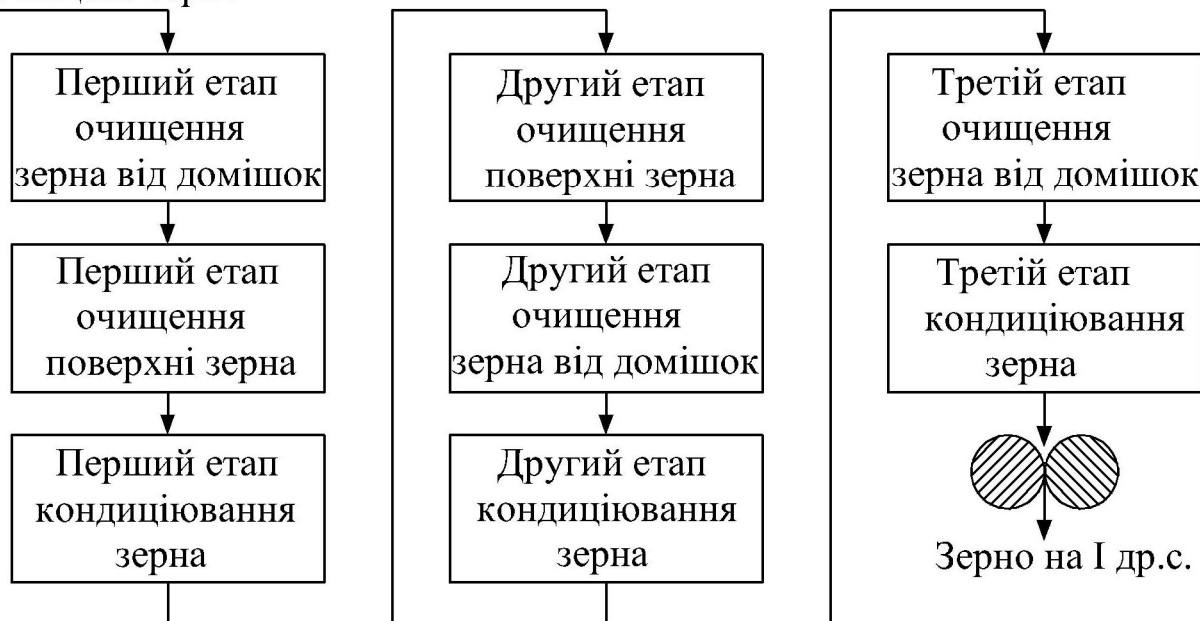 Перший етап
очищення
зерна від домішок
Перший етап
очищення
поверхні зерна
Перший етап
кондиціювання
зерна
Другий етап
очищення
поверхні зерна
Другий етап
очищення
зерна від домішок
Другий етап
кондиціювання
зерна
Третій етап
очищення
зерна від домішок
Третій етап
кондиціювання
зерна
Зерно на І др.с.